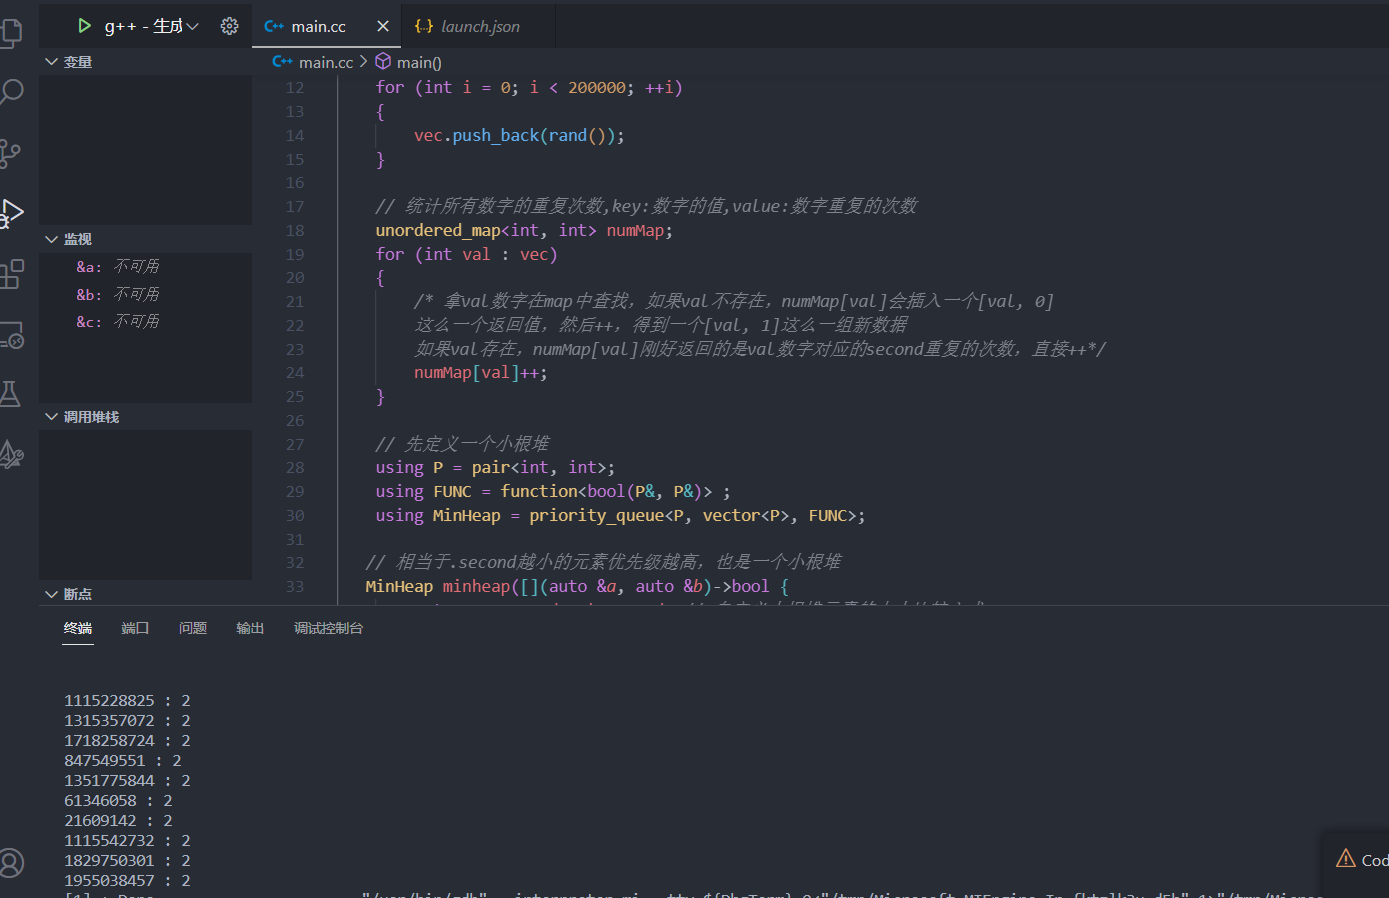 g++ - 生成
main.cc
launch.json
变量
main.cc > main()
12 for (int i = 0; i < 200000; ++i)
13 {
14 vec.push_back(rand());
15 }
16
17 // 统计所有数字的重复次数,key:数字的值,value:数字重复的次数
18 unordered_map<int, int> numMap;
19 for (int val : vec)
20 {
21 /* 拿val数字在map中查找，如果val不存在，numMap[val]会插入一个[val, 0]
22 这么一个返回值，然后++，得到一个[val, 1]这么一组新数据
23 如果val存在，numMap[val]刚好返回的是val数字对应的second重复的次数，直接++*/
24 numMap[val]++;
25 }
26
27 // 先定义一个小根堆
28 using P = pair<int, int>;
29 using FUNC = function<bool(P&, P&)> ;
30 using MinHeap = priority_queue<P, vector<P>, FUNC>;
31
32 // 相当于.second越小的元素优先级越高，也是一个小根堆
33 MinHeap minheap([](auto &a, auto &b)->bool {
监视
&a: 不可用
&b: 不可用
&c: 不可用
调用堆栈
断点
终端 端口 问题 输出 调试控制台
1115228825 : 2
1315357072 : 2
1718258724 : 2
847549551 : 2
1351775844 : 2
61346058 : 2
21609142 : 2
1115542732 : 2
1829750301 : 2
1955038457 : 2
Cod